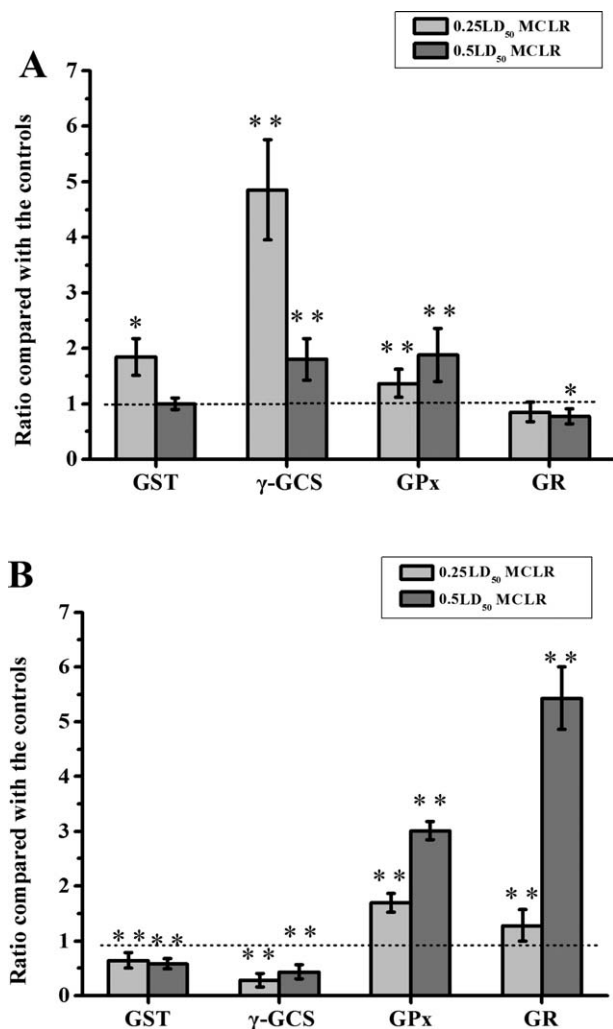 0.25LD50 MCLR
0.5LD50 MCLR
A
Ratio compared with the controls
7
6
5
4
3
2
1
0
*
* *
* *
* *
* *
*
GST γ-GCS GPx GR
B
0.25LD50 MCLR
0.5LD50 MCLR
Ratio compared with the controls
7
6
5
4
3
2
1
0
* * * *
* *
* *
* *
* *
* *
* *
GST γ-GCS GPx GR